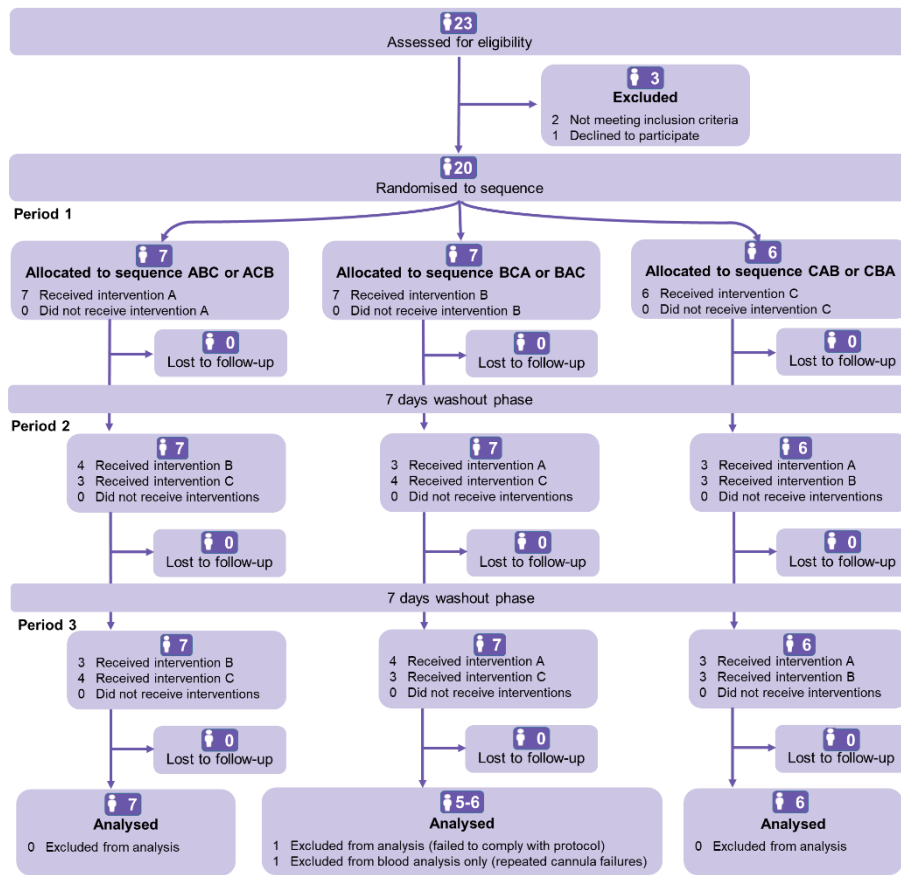 23
Assessed for eligibility
3
Excluded
2 Not meeting inclusion criteria
1 Declined to participate
20
Randomised to sequence
Period 1
7
Allocated to sequence ABC or ACB
7 Received intervention A
0 Did not receive intervention A
7
Allocated to sequence BCA or BAC
7 Received intervention B
0 Did not receive intervention B
6
Allocated to sequence CAB or CBA
6 Received intervention C
0 Did not receive intervention C
0
Lost to follow-up
0
Lost to follow-up
0
Lost to follow-up
7 days washout phase
Period 2
7
4 Received intervention B
3 Received intervention C
0 Did not receive interventions
7
3 Received intervention A
4 Received intervention C
0 Did not receive interventions
6
3 Received intervention A
3 Received intervention B
0 Did not receive interventions
0
Lost to follow-up
0
Lost to follow-up
0
Lost to follow-up
7 days washout phase
Period 3
7
3 Received intervention B
4 Received intervention C
0 Did not receive interventions
7
4 Received intervention A
3 Received intervention C
0 Did not receive interventions
6
3 Received intervention A
3 Received intervention B
0 Did not receive interventions
0
Lost to follow-up
0
Lost to follow-up
0
Lost to follow-up
7
Analysed
0 Excluded from analysis
5-6
Analysed
1 Excluded from analysis (failed to comply with protocol)
1 Excluded from blood analysis only (repeated cannula failures)
6
Analysed
0 Excluded from analysis